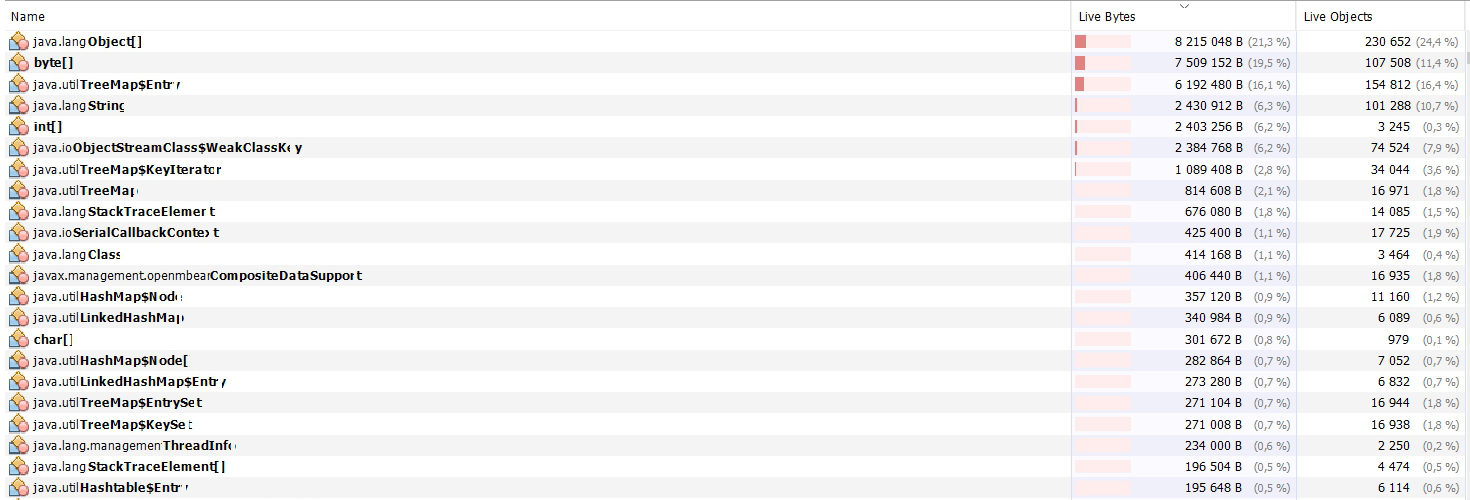 Name Live Bytes Live Objects
java.lang.Object[] 8 215 048 B (21,3 %) 230 652 (24,4 %)
byte[] 7 509 152 B (19,5 %) 107 508 (11,4 %)
java.util.TreeMap$Entry 6 192 480 B (16,1 %) 154 812 (16,4 %)
java.lang.String 2 430 912 B (6,3 %) 101 288 (10,7 %)
int[] 2 403 256 B (6,2 %) 3 245 (0,3 %)
java.io.ObjectStreamClass$WeakClassKey 2 384 768 B (6,2 %) 74 524 (7,9 %)
java.util.TreeMap$KeyIterator 1 089 408 B (2,8 %) 34 044 (3,6 %)
java.util.TreeMap 814 608 B (2,1 %) 16 971 (1,8 %)
java.lang.StackTraceElement 676 080 B (1,8 %) 14 085 (1,5 %)
java.io.SerialCallbackContext 425 400 B (1,1 %) 17 725 (1,9 %)
java.lang.Class 414 168 B (1,1 %) 3 464 (0,4 %)
javax.management.openmbean.CompositeDataSupport 406 440 B (1,1 %) 16 935 (1,8 %)
java.util.HashMap$Node 357 120 B (0,9 %) 11 160 (1,2 %)
java.util.LinkedHashMap 340 984 B (0,9 %) 6 089 (0,6 %)
char[] 301 672 B (0,8 %) 979 (0,1 %)
java.util.HashMap$Node[] 282 864 B (0,7 %) 7 052 (0,7 %)
java.util.LinkedHashMap$Entry 273 280 B (0,7 %) 6 832 (0,7 %)
java.util.TreeMap$EntrySet 271 104 B (0,7 %) 16 944 (1,8 %)
java.util.TreeMap$KeySet 271 008 B (0,7 %) 16 938 (1,8 %)
java.lang.management.ThreadInfo 234 000 B (0,6 %) 2 250 (0,2 %)
java.lang.StackTraceElement[] 196 504 B (0,5 %) 4 474 (0,5 %)
java.util.Hashtable$Entry 195 648 B (0,5 %) 6 114 (0,6 %)